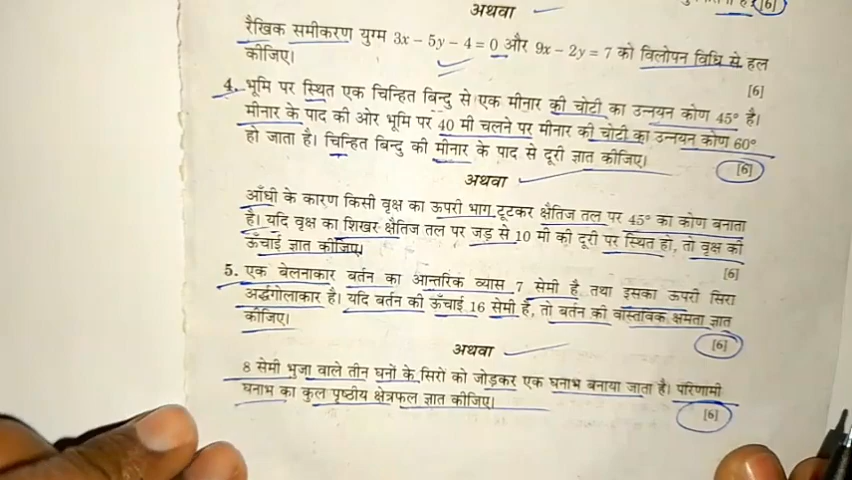 [6]
अथवा
रैखिक समीकरण युग्म 3x – 5y – 4 = 0 और 9x – 2y = 7 को विलोपन विधि से हल
कीजिए।
[6]
4. भूमि पर स्थित एक चिन्हित बिन्दु से एक मीनार की चोटी का उन्नयन कोण 45° है।
मीनार के पाद की ओर भूमि पर 40 मी चलने पर मीनार की चोटी का उन्नयन कोण 60°
हो जाता है। चिन्हित बिन्दु की मीनार के पाद से दूरी ज्ञात कीजिए।
[6]
अथवा
आँधी के कारण किसी वृक्ष का ऊपरी भाग टूटकर क्षैतिज तल पर 45° का कोण बनाता
है। यदि वृक्ष का शिखर क्षैतिज तल पर जड़ से 10 मी की दूरी पर स्थित हो, तो वृक्ष की
ऊँचाई ज्ञात कीजिए।
[6]
5. एक बेलनाकार बर्तन का आन्तरिक व्यास 7 सेमी है तथा इसका ऊपरी सिरा
अर्द्धगोलाकार है। यदि बर्तन की ऊँचाई 16 सेमी है, तो बर्तन की वास्तविक क्षमता ज्ञात
कीजिए।
[6]
अथवा
8 सेमी भुजा वाले तीन घनों के सिरों को जोड़कर एक घनाभ बनाया जाता है। परिणामी
घनाभ का कुल पृष्ठीय क्षेत्रफल ज्ञात कीजिए।
[6]